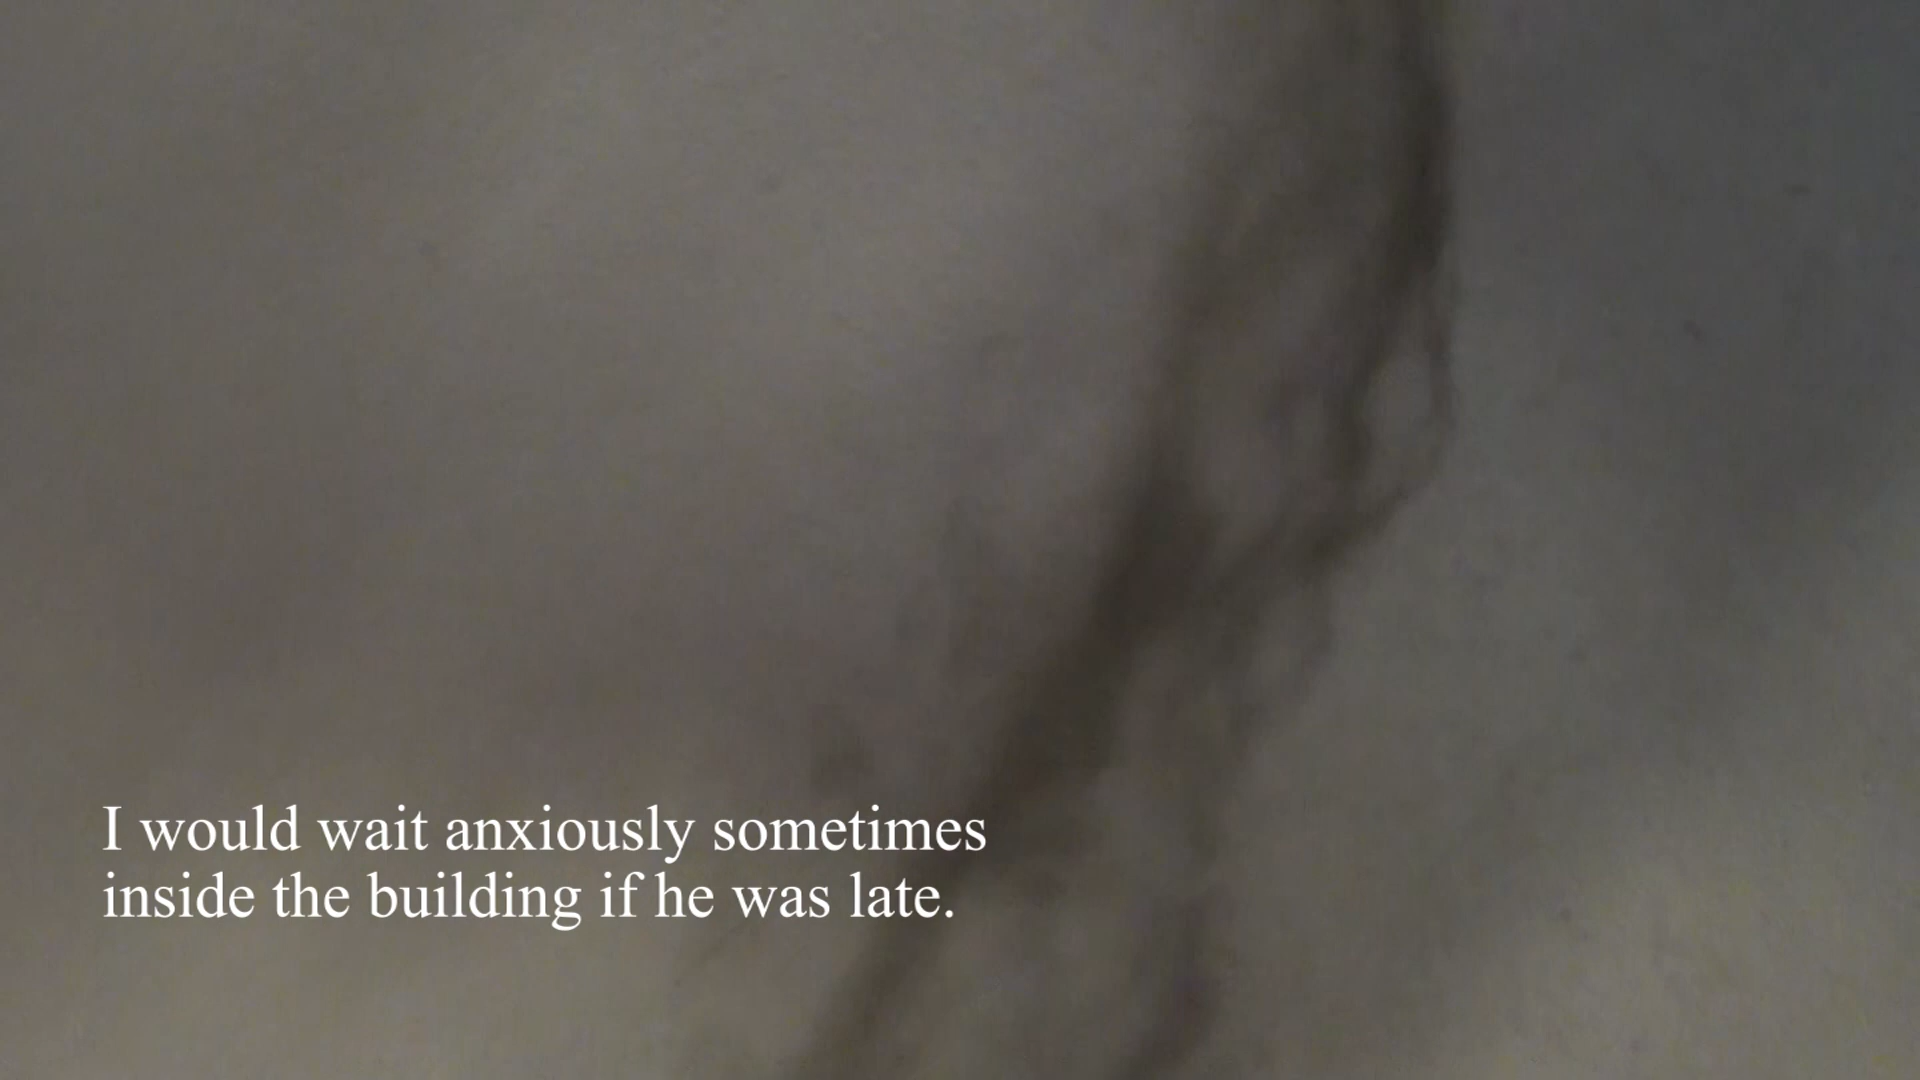 I would wait anxiously sometimes
inside the building if he was late.